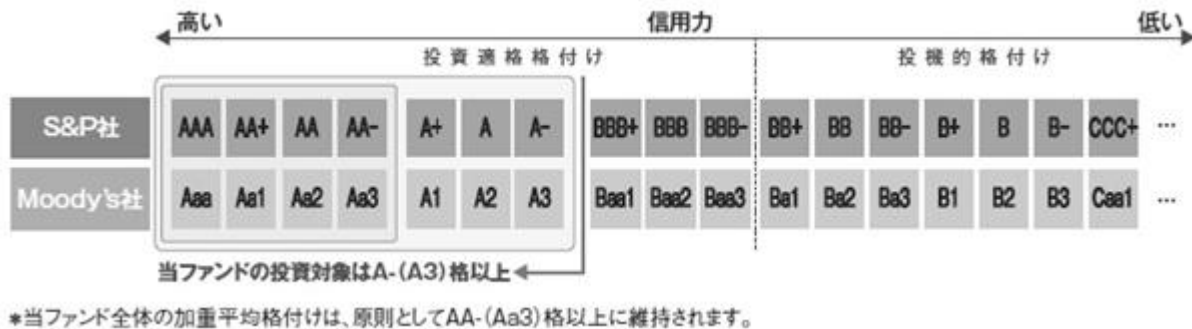 高い 信用力 低い
投資適格格付け 投機的格付け
S&P社 AAA AA+ AA AA- A+ A A- BBB+ BBB BBB- BB+ BB BB- B+ B B- CCC+ …
Moody's社 Aaa Aa1 Aa2 Aa3 A1 A2 A3 Baa1 Baa2 Baa3 Ba1 Ba2 Ba3 B1 B2 B3 Caa1 …
当ファンドの投資対象はA-(A3)格以上
*当ファンド全体の加重平均格付けは、原則としてAA-(Aa3)格以上に維持されます。